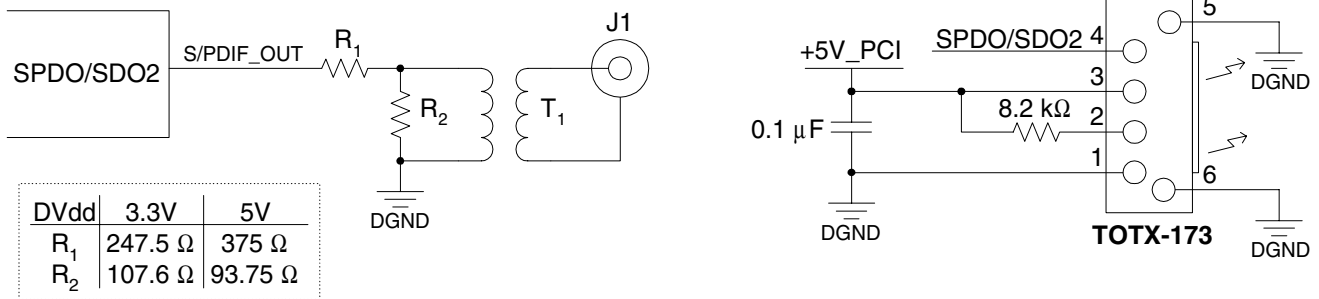 SPDO/SDO2
S/PDIF_OUT
R1
R2
T1
J1
DGND
DVdd 3.3V 5V
R1 247.5 Ω 375 Ω
R2 107.6 Ω 93.75 Ω
+5V_PCI
SPDO/SDO2 4
3
8.2 kΩ
2
0.1 μF
1
5
DGND
6
DGND
TOTX-173
DGND